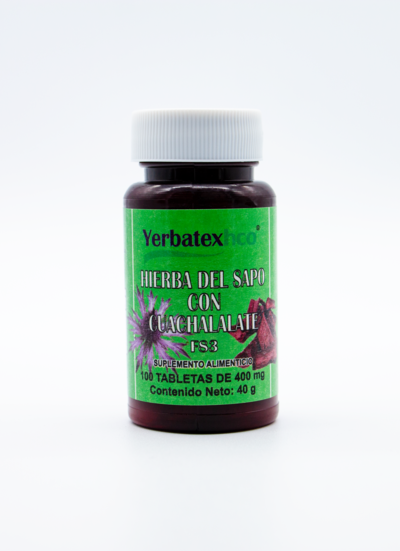 Yerbatexhco®
HIERBA DEL SAPO
CON
CUACHALALATE
FS3
SUPLEMENTO ALIMENTICIO
100 TABLETAS DE 400 mg
Contenido Neto: 40 g